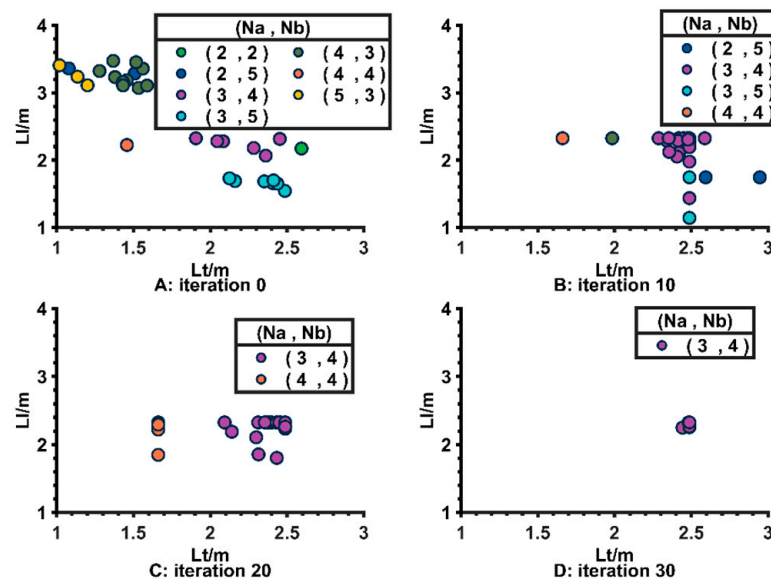 (Na , Nb)
( 2 , 2 ) ( 4 , 3 )
( 2 , 5 ) ( 4 , 4 )
( 3 , 4 ) ( 5 , 3 )
( 3 , 5 )
4
3
2
1
Ll/m
1 1.5 2 2.5 3
Lt/m
A: iteration 0
(Na , Nb)
( 2 , 5 )
( 3 , 4 )
( 3 , 5 )
( 4 , 4 )
4
3
2
1
Ll/m
1 1.5 2 2.5 3
Lt/m
B: iteration 10
(Na , Nb)
( 3 , 4 )
( 4 , 4 )
4
3
2
1
Ll/m
1 1.5 2 2.5 3
Lt/m
C: iteration 20
(Na , Nb)
( 3 , 4 )
4
3
2
1
Ll/m
1 1.5 2 2.5 3
Lt/m
D: iteration 30